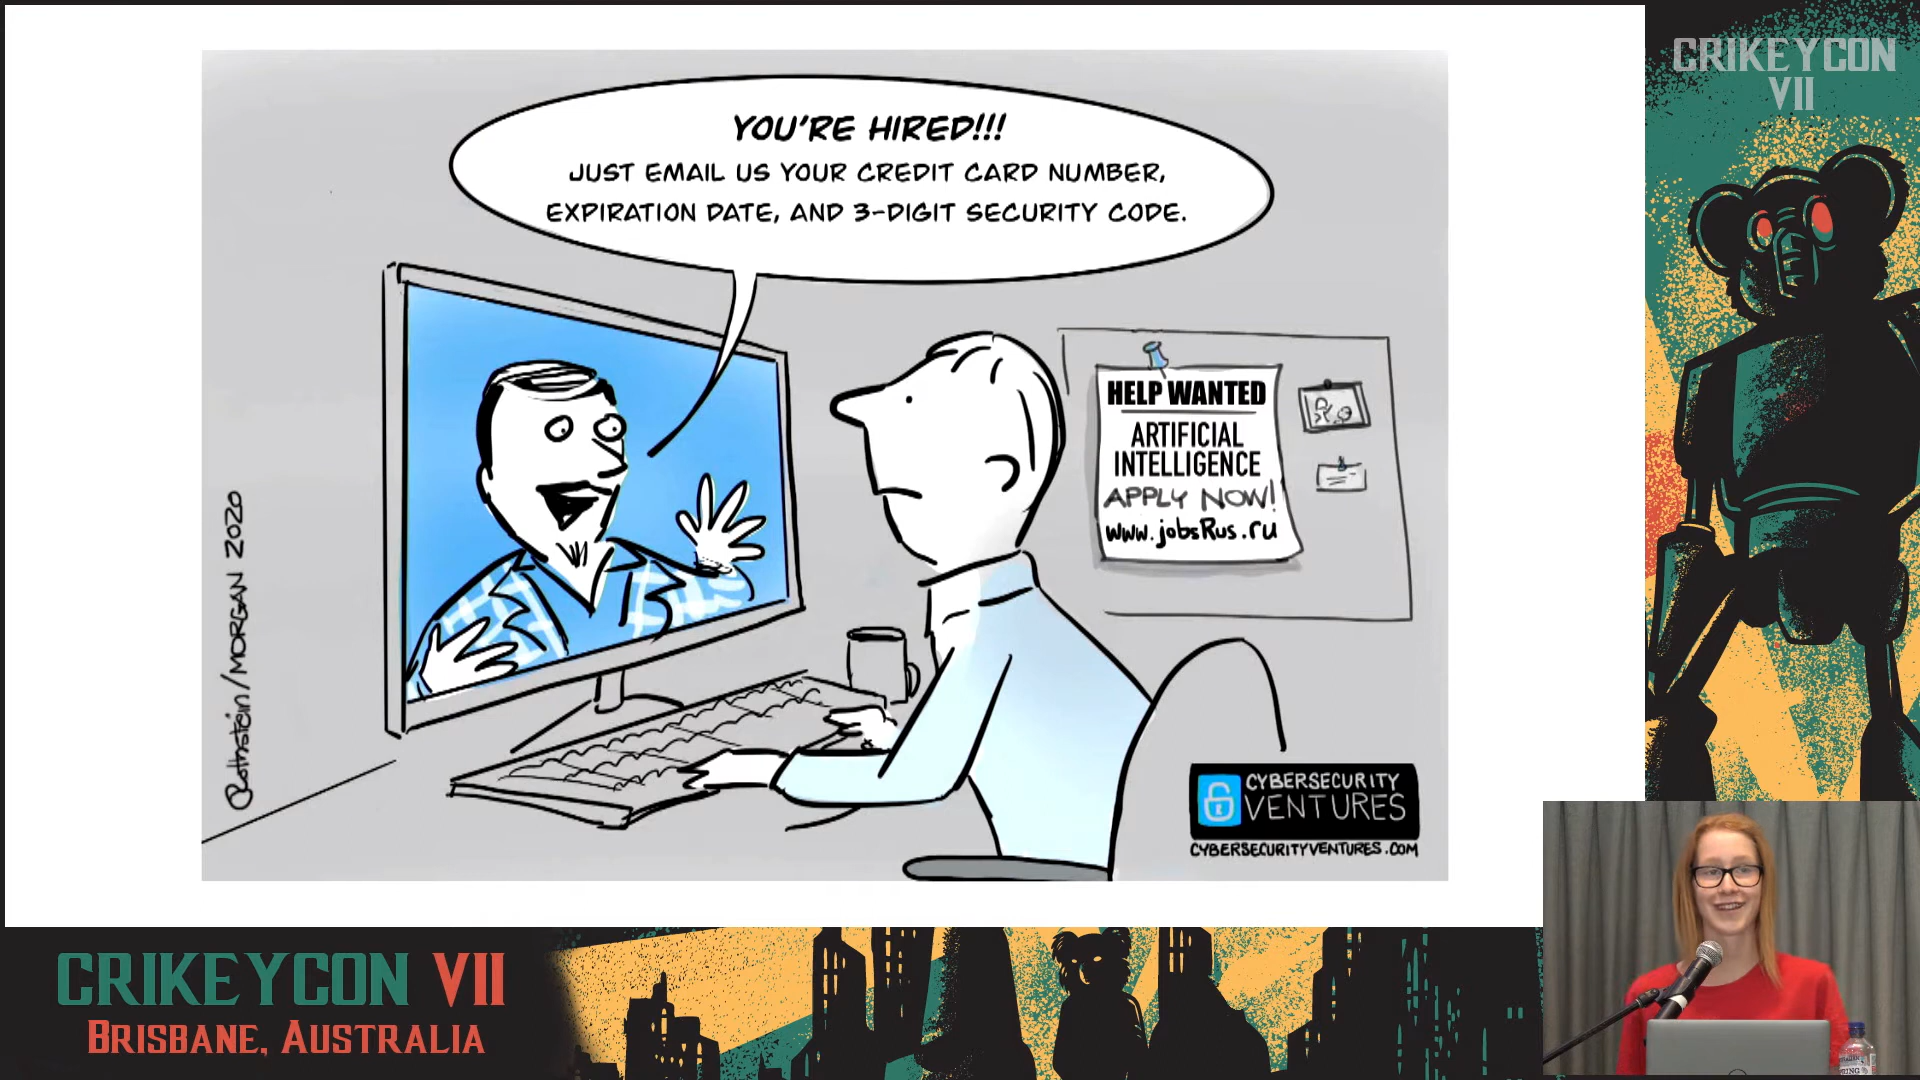 CRIKEYCON
VII
YOU'RE HIRED!!!
JUST EMAIL US YOUR CREDIT CARD NUMBER,
EXPIRATION DATE, AND 3-DIGIT SECURITY CODE.
HELP WANTED
ARTIFICIAL
INTELLIGENCE
APPLY NOW!
www.jobsRus.ru
Rothstein/MORGAN 2020
CYBERSECURITY
VENTURES
CYBERSECURITYVENTURES.COM
CRIKEYCON VII
BRISBANE, AUSTRALIA